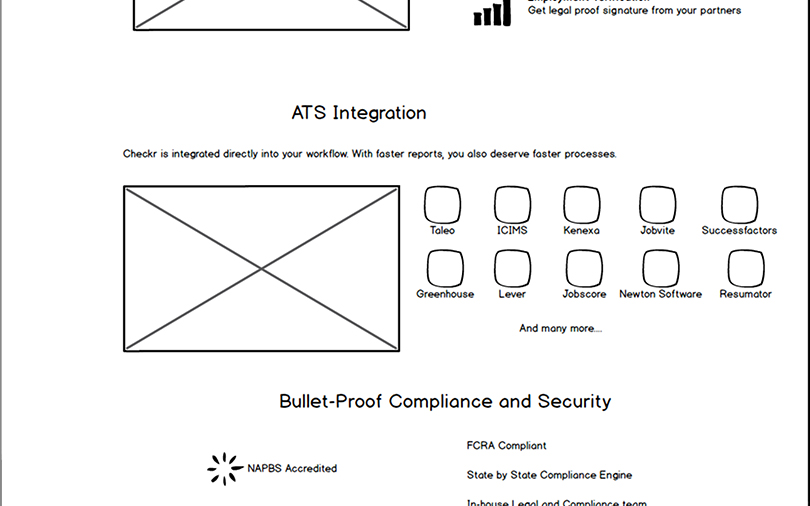 Employment Verification
Get legal proof signature from your partners
ATS Integration
Checkr is integrated directly into your workflow. With faster reports, you also deserve faster processes.
Taleo
ICIMS
Kenexa
Jobvite
Successfactors
Greenhouse
Lever
Jobscore
Newton Software
Resumator
And many more....
Bullet-Proof Compliance and Security
FCRA Compliant
NAPBS Accredited
State by State Compliance Engine
In-house Legal and Compliance team